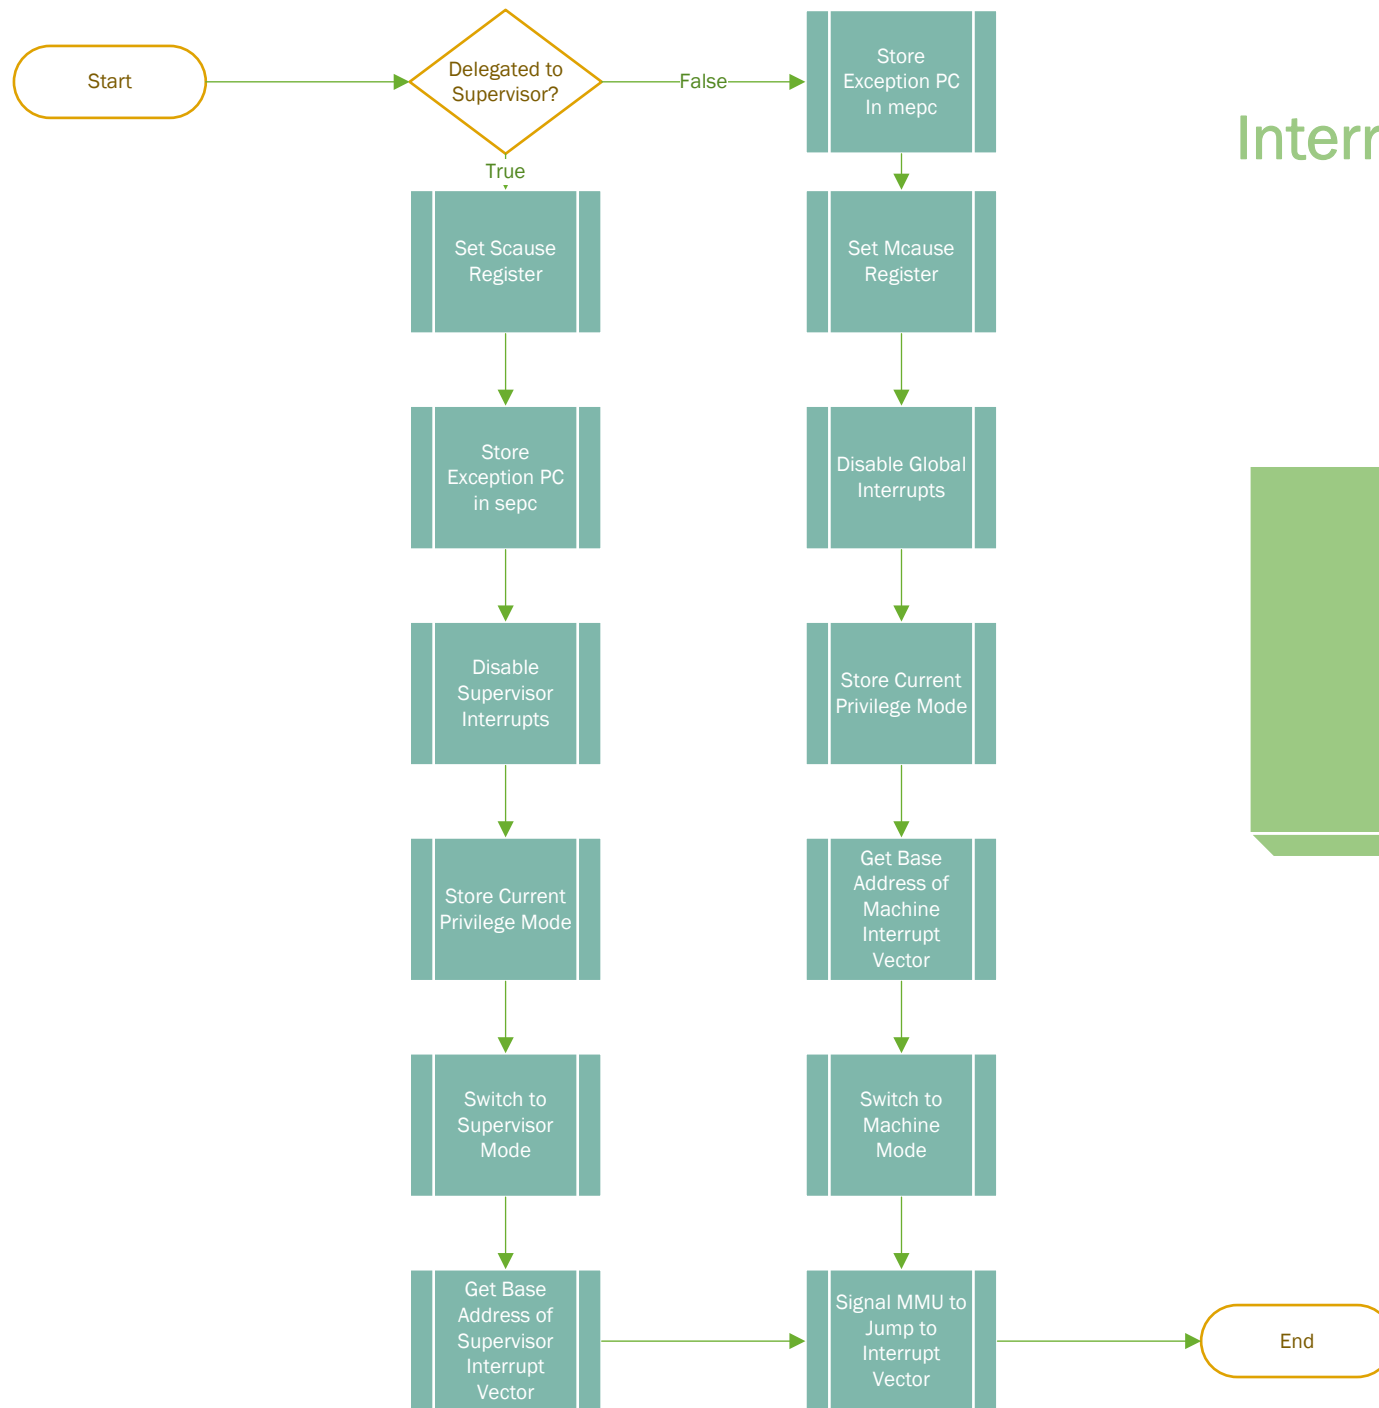 Start
Delegated to
Supervisor?
False
Store
Exception PC
In mepc
True
Set Scause
Register
Set Mcause
Register
Store
Exception PC
in sepc
Disable Global
Interrupts
Disable
Supervisor
Interrupts
Store Current
Privilege Mode
Store Current
Privilege Mode
Get Base
Address of
Machine
Interrupt
Vector
Switch to
Supervisor
Mode
Switch to
Machine
Mode
Get Base
Address of
Supervisor
Interrupt
Vector
Signal MMU to
Jump to
Interrupt
Vector
End